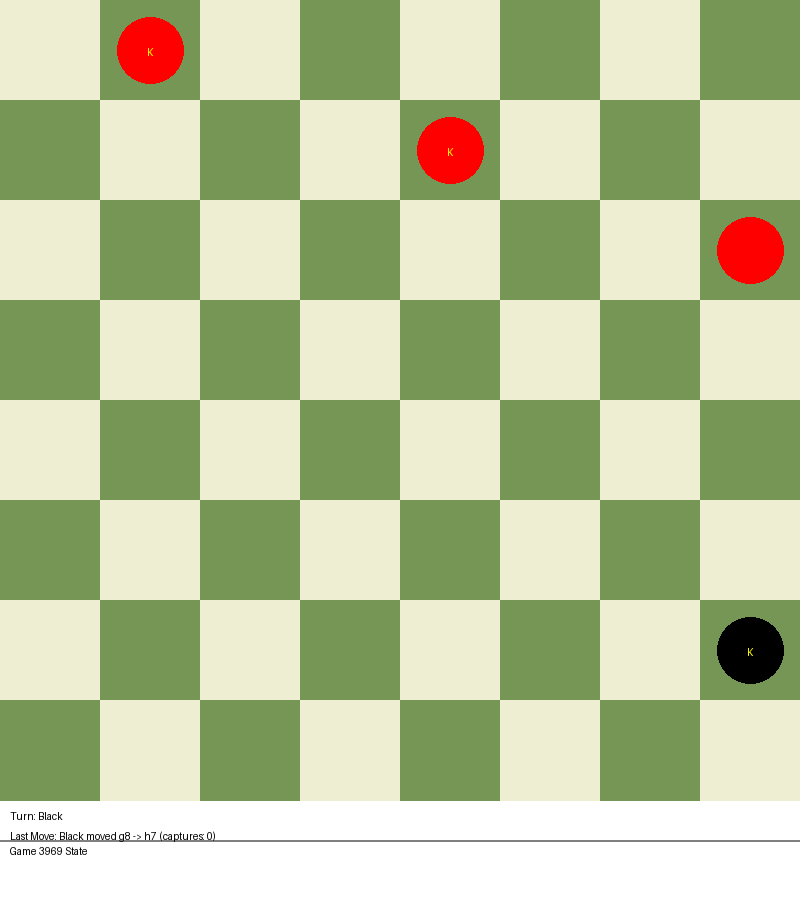 K
K
K
Turn: Black
Last Move: Black moved g8 -> h7 (captures: 0)
Game 3969 State